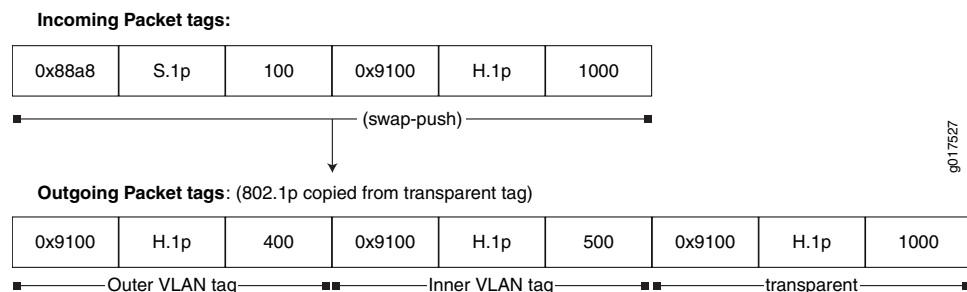 Incoming Packet tags:
0x88a8 S.1p 100 0x9100 H.1p 1000
(swap-push)
g017527
Outgoing Packet tags: (802.1p copied from transparent tag)
0x9100 H.1p 400 0x9100 H.1p 500 0x9100 H.1p 1000
Outer VLAN tag Inner VLAN tag transparent